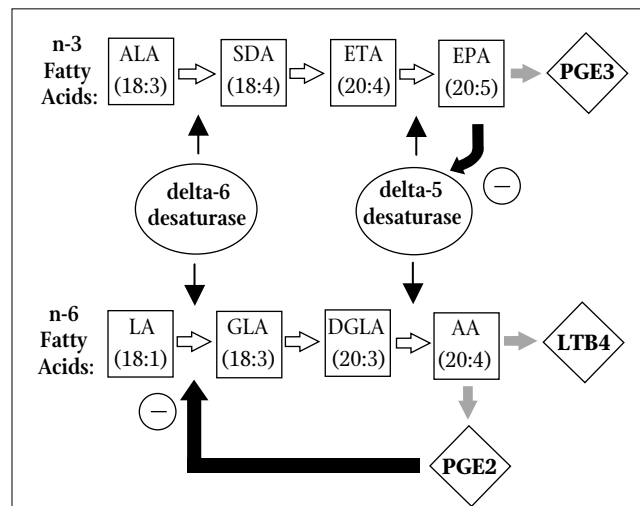 n-3
Fatty
Acids:
ALA
(18:3)
SDA
(18:4)
ETA
(20:4)
EPA
(20:5)
PGE3
delta-6
desaturase
delta-5
desaturase
−
n-6
Fatty
Acids:
LA
(18:1)
GLA
(18:3)
DGLA
(20:3)
AA
(20:4)
LTB4
−
PGE2